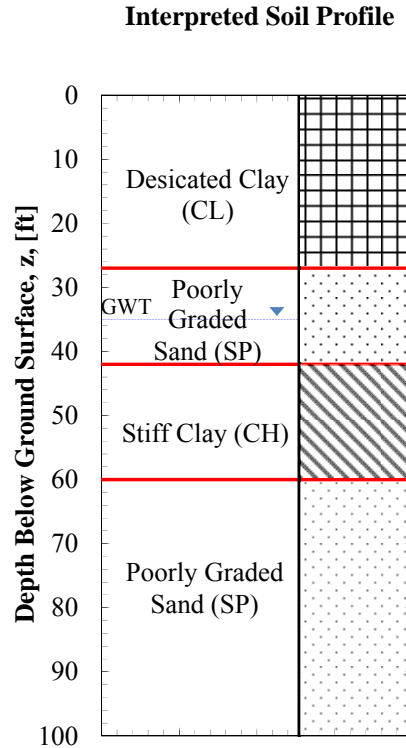 Interpreted Soil Profile
Depth Below Ground Surface, z, [ft]
0
10
20
30
40
50
60
70
80
90
100
Desicated Clay
(CL)
GWT
Poorly
Graded
Sand (SP)
Stiff Clay (CH)
Poorly Graded
Sand (SP)